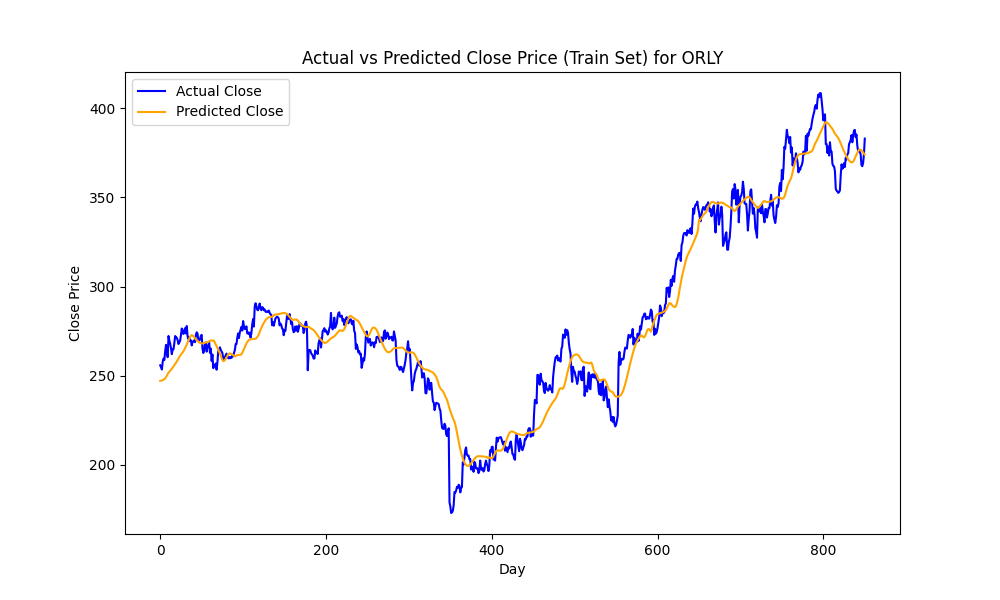 Actual vs Predicted Close Price (Train Set) for ORLY
Actual Close
Predicted Close
400
350
300
250
200
Close Price
0 200 400 600 800
Day